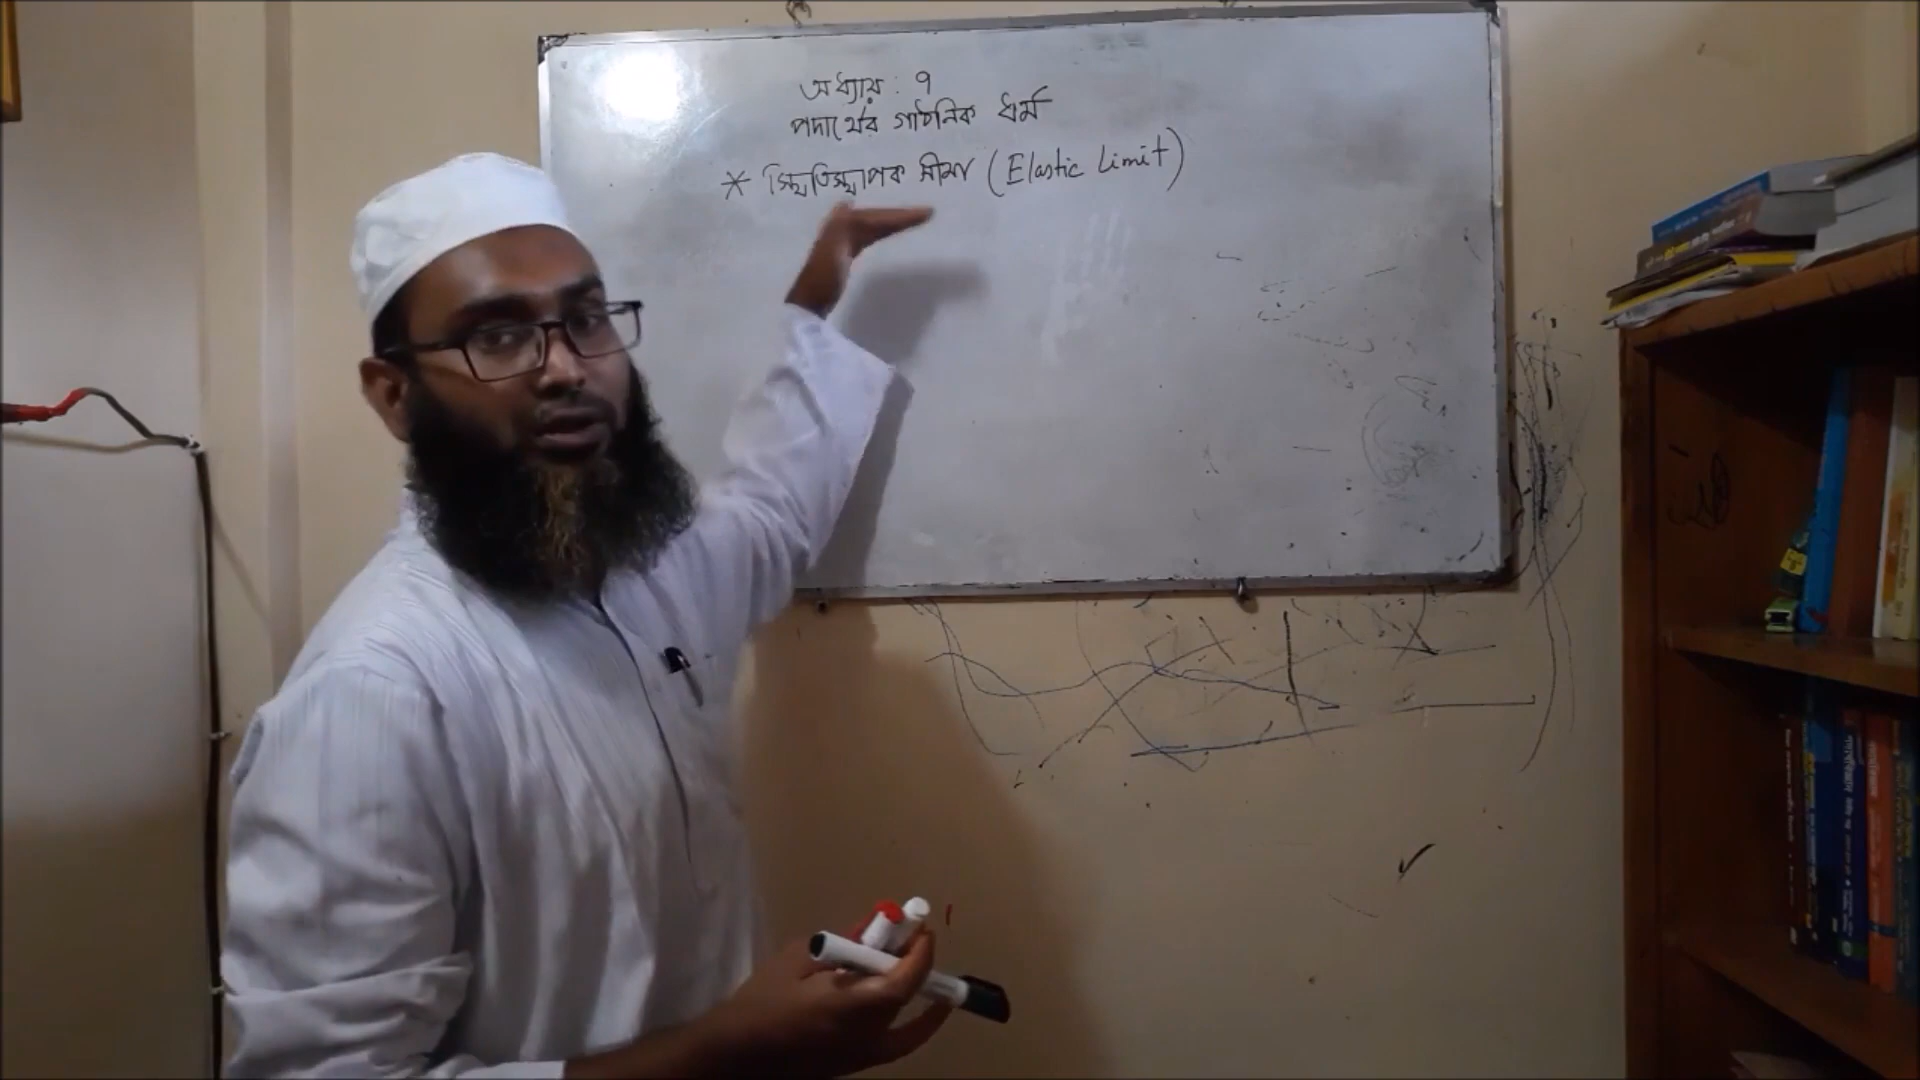 অধ্যায় : ৭
পদার্থের গাঠনিক ধর্ম
* স্থিতিস্থাপক সীমা (Elastic Limit)